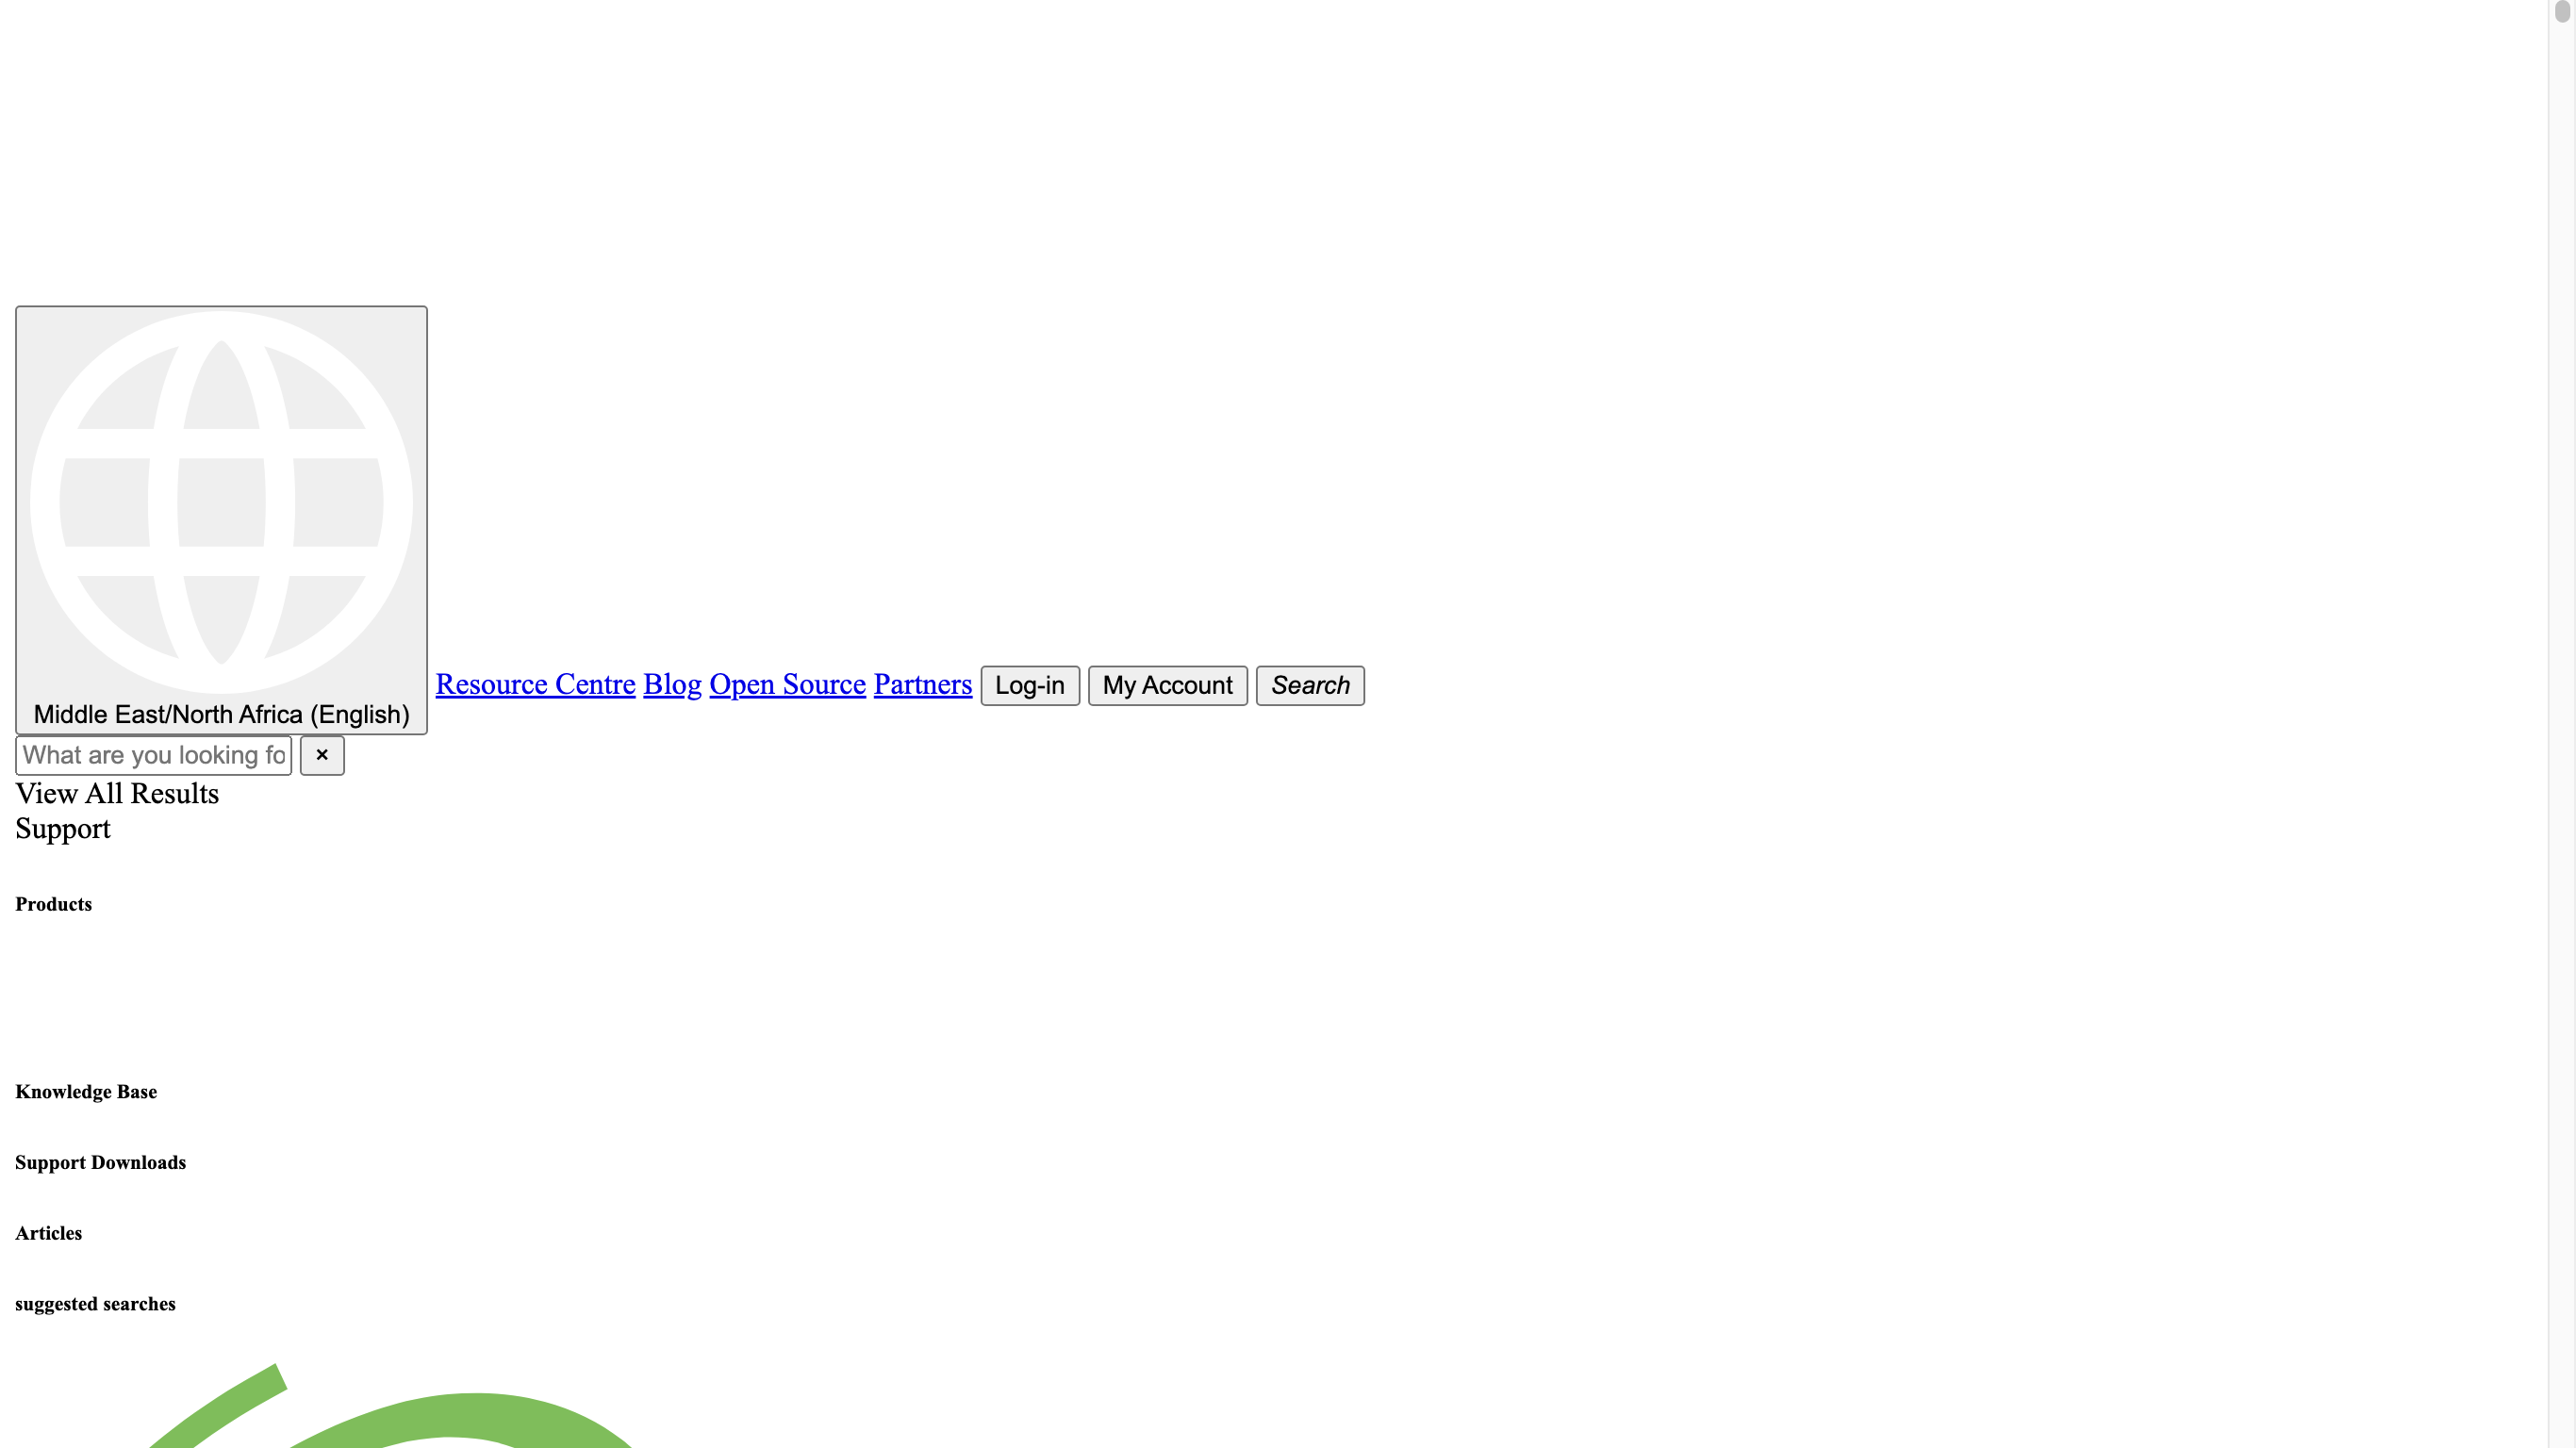 Middle East/North Africa (English) Resource Centre Blog Open Source Partners Log-in My Account Search
What are you looking fo ×
View All Results
Support
Products
Knowledge Base
Support Downloads
Articles
suggested searches